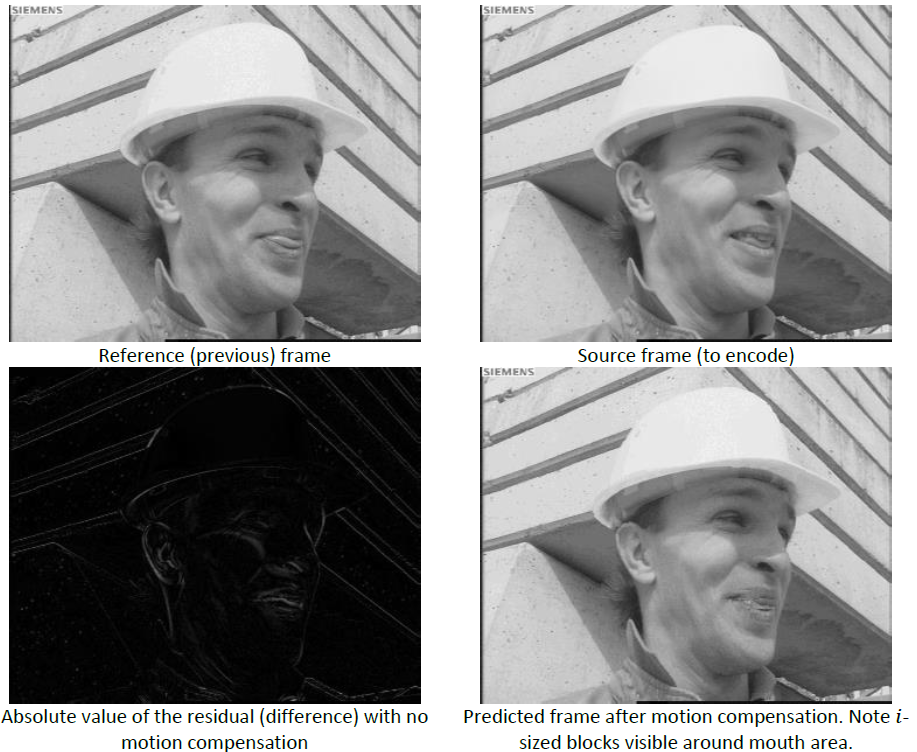 SIEMENS
SIEMENS
Reference (previous) frame
Source frame (to encode)
SIEMENS
Absolute value of the residual (difference) with no
motion compensation
Predicted frame after motion compensation. Note i-
sized blocks visible around mouth area.